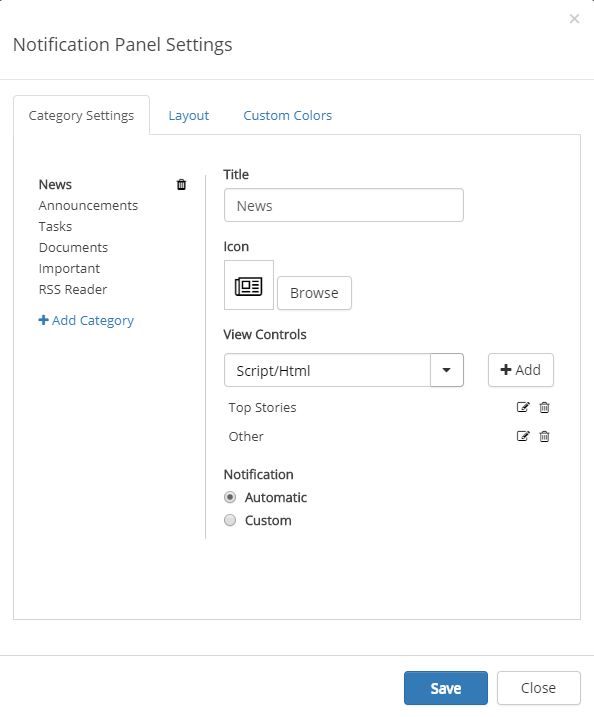 ×
Notification Panel Settings
Category Settings
Layout
Custom Colors
News
Announcements
Tasks
Documents
Important
RSS Reader
+ Add Category
Title
News
Icon
Browse
View Controls
Script/Html
+ Add
Top Stories
Other
Notification
Automatic
Custom
Save
Close